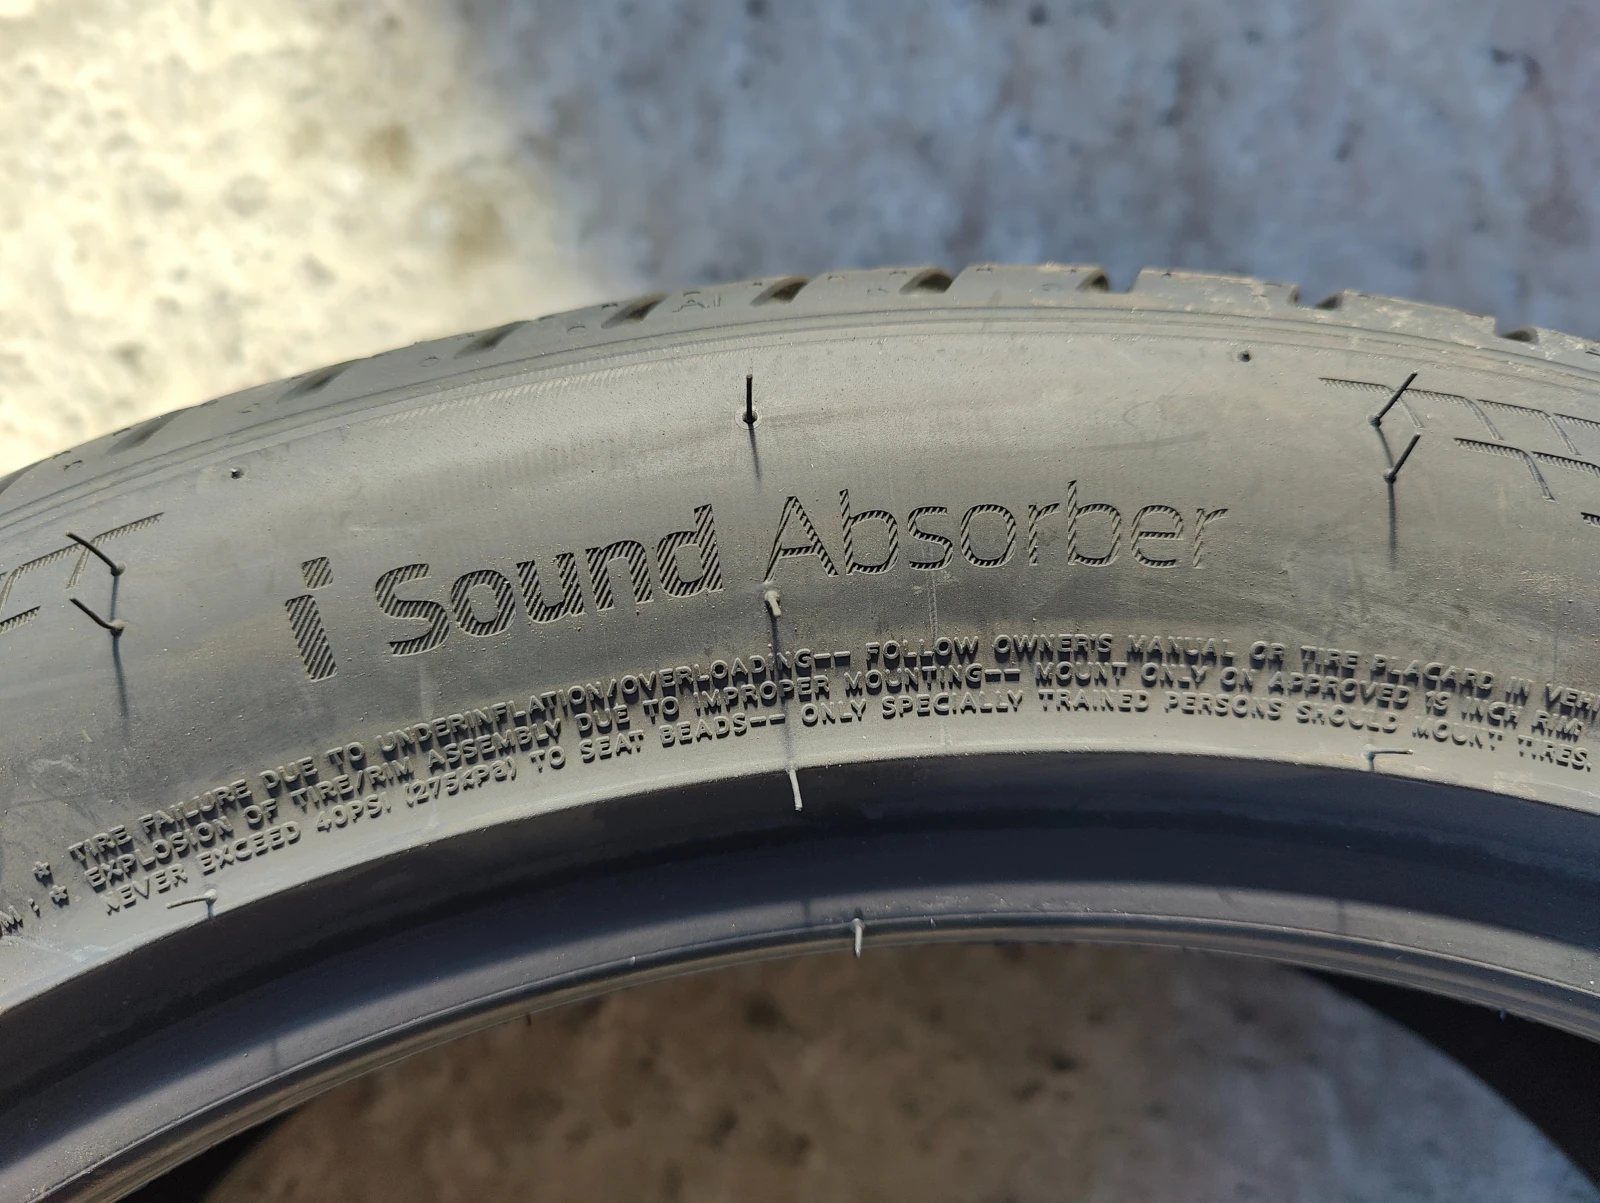 i Sound Absorber
* TIRE FAILURE DUE TO UNDERINFLATION/OVERLOADING-- FOLLOW OWNER'S MANUAL OR TIRE PLACARD IN VEHI
* EXPLOSION OF TIRE/RIM ASSEMBLY DUE TO IMPROPER MOUNTING-- MOUNT ONLY ON APPROVED 19 INCH RIM
NEVER EXCEED 40PSI (275KPa) TO SEAT BEADS-- ONLY SPECIALLY TRAINED PERSONS SHOULD MOUNT TIRES.